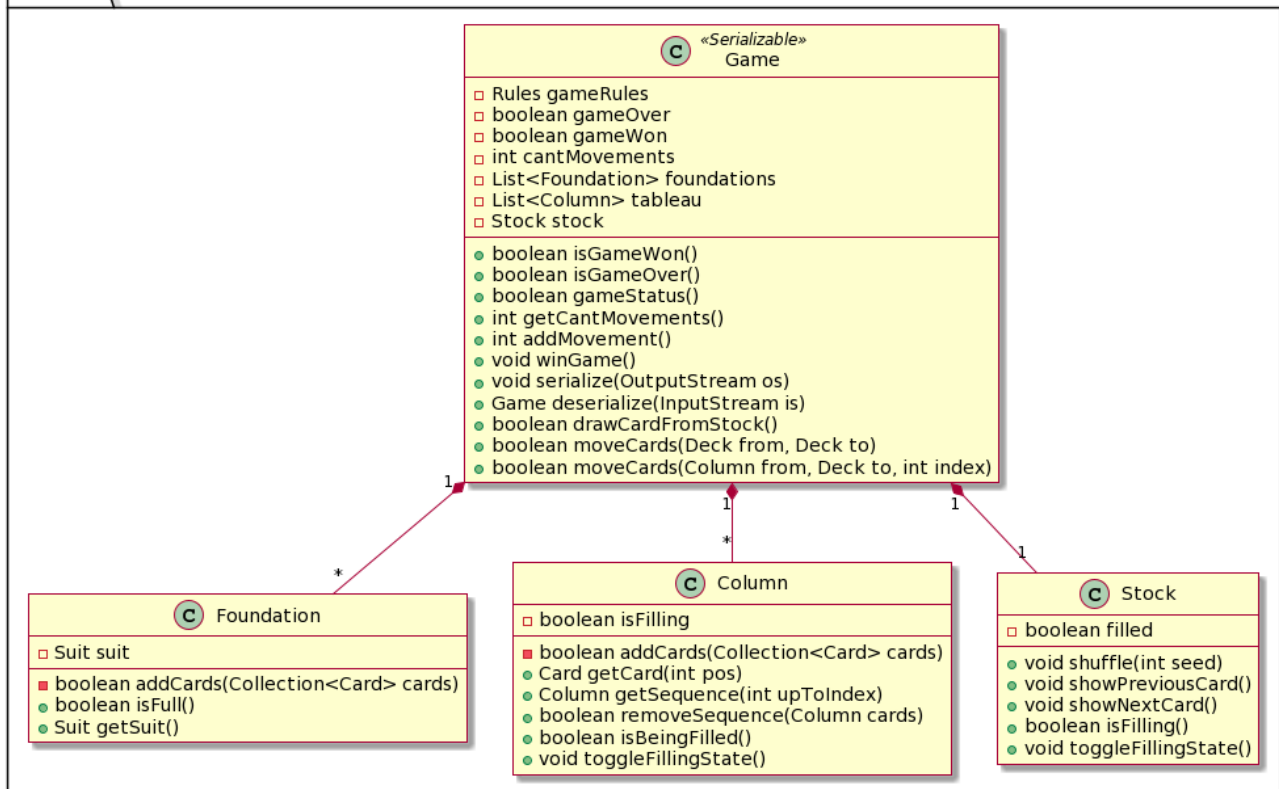 «Serializable»
C Game
Rules gameRules
boolean gameOver
boolean gameWon
int cantMovements
List<Foundation> foundations
List<Column> tableau
Stock stock
boolean isGameWon()
boolean isGameOver()
boolean gameStatus()
int getCantMovements()
int addMovement()
void winGame()
void serialize(OutputStream os)
Game deserialize(InputStream is)
boolean drawCardFromStock()
boolean moveCards(Deck from, Deck to)
boolean moveCards(Column from, Deck to, int index)
1
1
1
*
*
1
C Foundation
Suit suit
boolean addCards(Collection<Card> cards)
boolean isFull()
Suit getSuit()
C Column
boolean isFilling
boolean addCards(Collection<Card> cards)
Card getCard(int pos)
Column getSequence(int upToIndex)
boolean removeSequence(Column cards)
boolean isBeingFilled()
void toggleFillingState()
C Stock
boolean filled
void shuffle(int seed)
void showPreviousCard()
void showNextCard()
boolean isFilling()
void toggleFillingState()